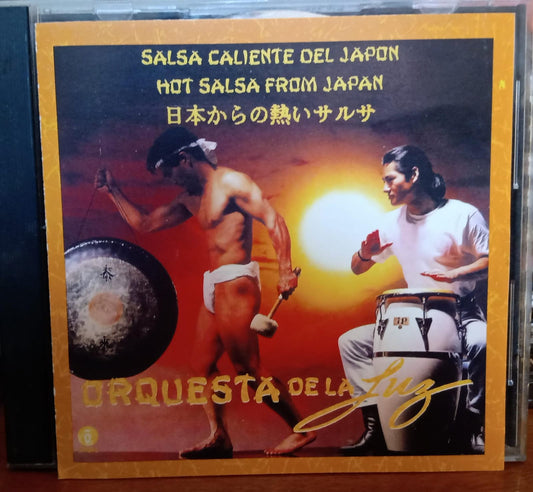 SALSA CALIENTE DEL JAPON
HOT SALSA FROM JAPAN
日本からの熱いサルサ
LP
ORQUESTA DE LA Luz